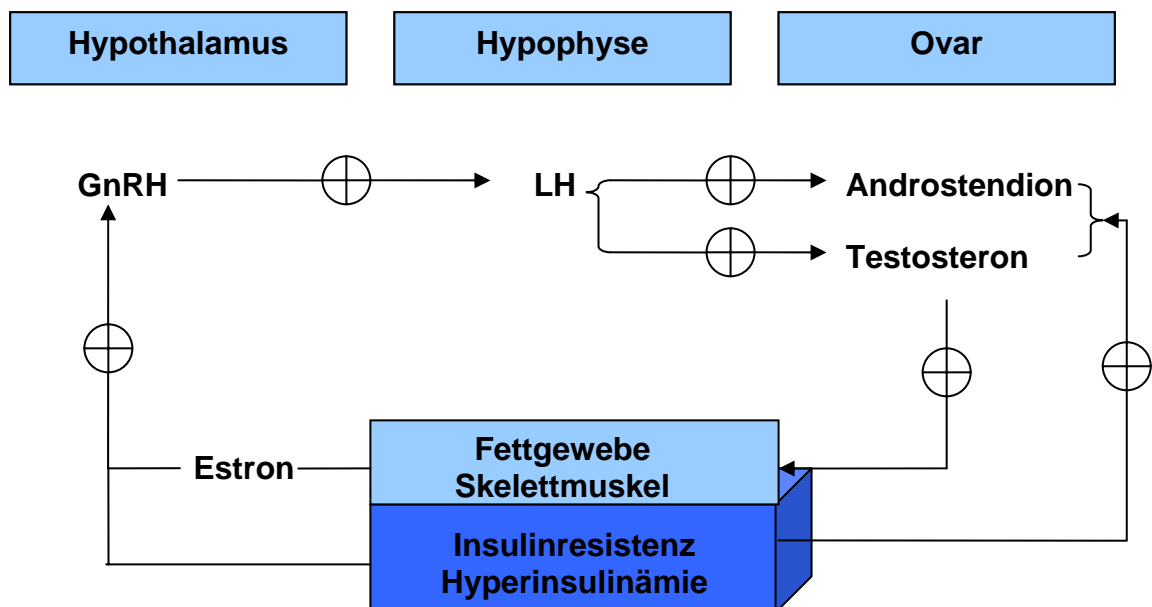 Hypothalamus
Hypophyse
Ovar
GnRH
LH
Androstendion
Testosteron
Estron
Fettgewebe
Skelettmuskel
Insulinresistenz
Hyperinsulinämie